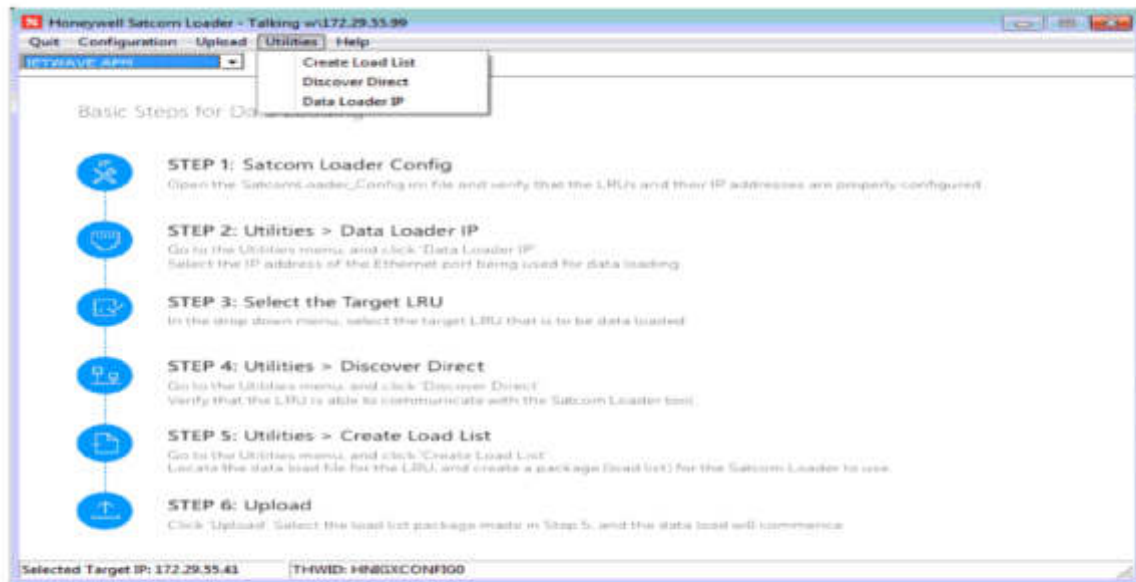 Honeywell Satcom Loader - Talking w\172.29.55.99
Quit Configuration Upload Utilities Help
JETWAVE APM
Create Load List
Discover Direct
Data Loader IP
Basic Steps for Da
STEP 1: Satcom Loader Config
Open the SatcomLoader_Config.ini file and verify that the LRUs and their IP addresses are properly configured.
STEP 2: Utilities > Data Loader IP
Go to the Utilities menu, and click 'Data Loader IP'
Select the IP address of the Ethernet port being used for data loading
STEP 3: Select the Target LRU
In the drop down menu, select the target LRU that is to be data loaded
STEP 4: Utilities > Discover Direct
Go to the Utilities menu, and click 'Discover Direct'
Verify that the LRU is able to communicate with the Satcom Loader tool.
STEP 5: Utilities > Create Load List
Go to the Utilities menu, and click 'Create Load List'
Locate the data load file for the LRU, and create a package (load list) for the Satcom Loader to use.
STEP 6: Upload
Click 'Upload' Select the load list package made in Step 5, and the data load will commence
Selected Target IP: 172.29.55.41 THWID: HNIGXCONFIG0